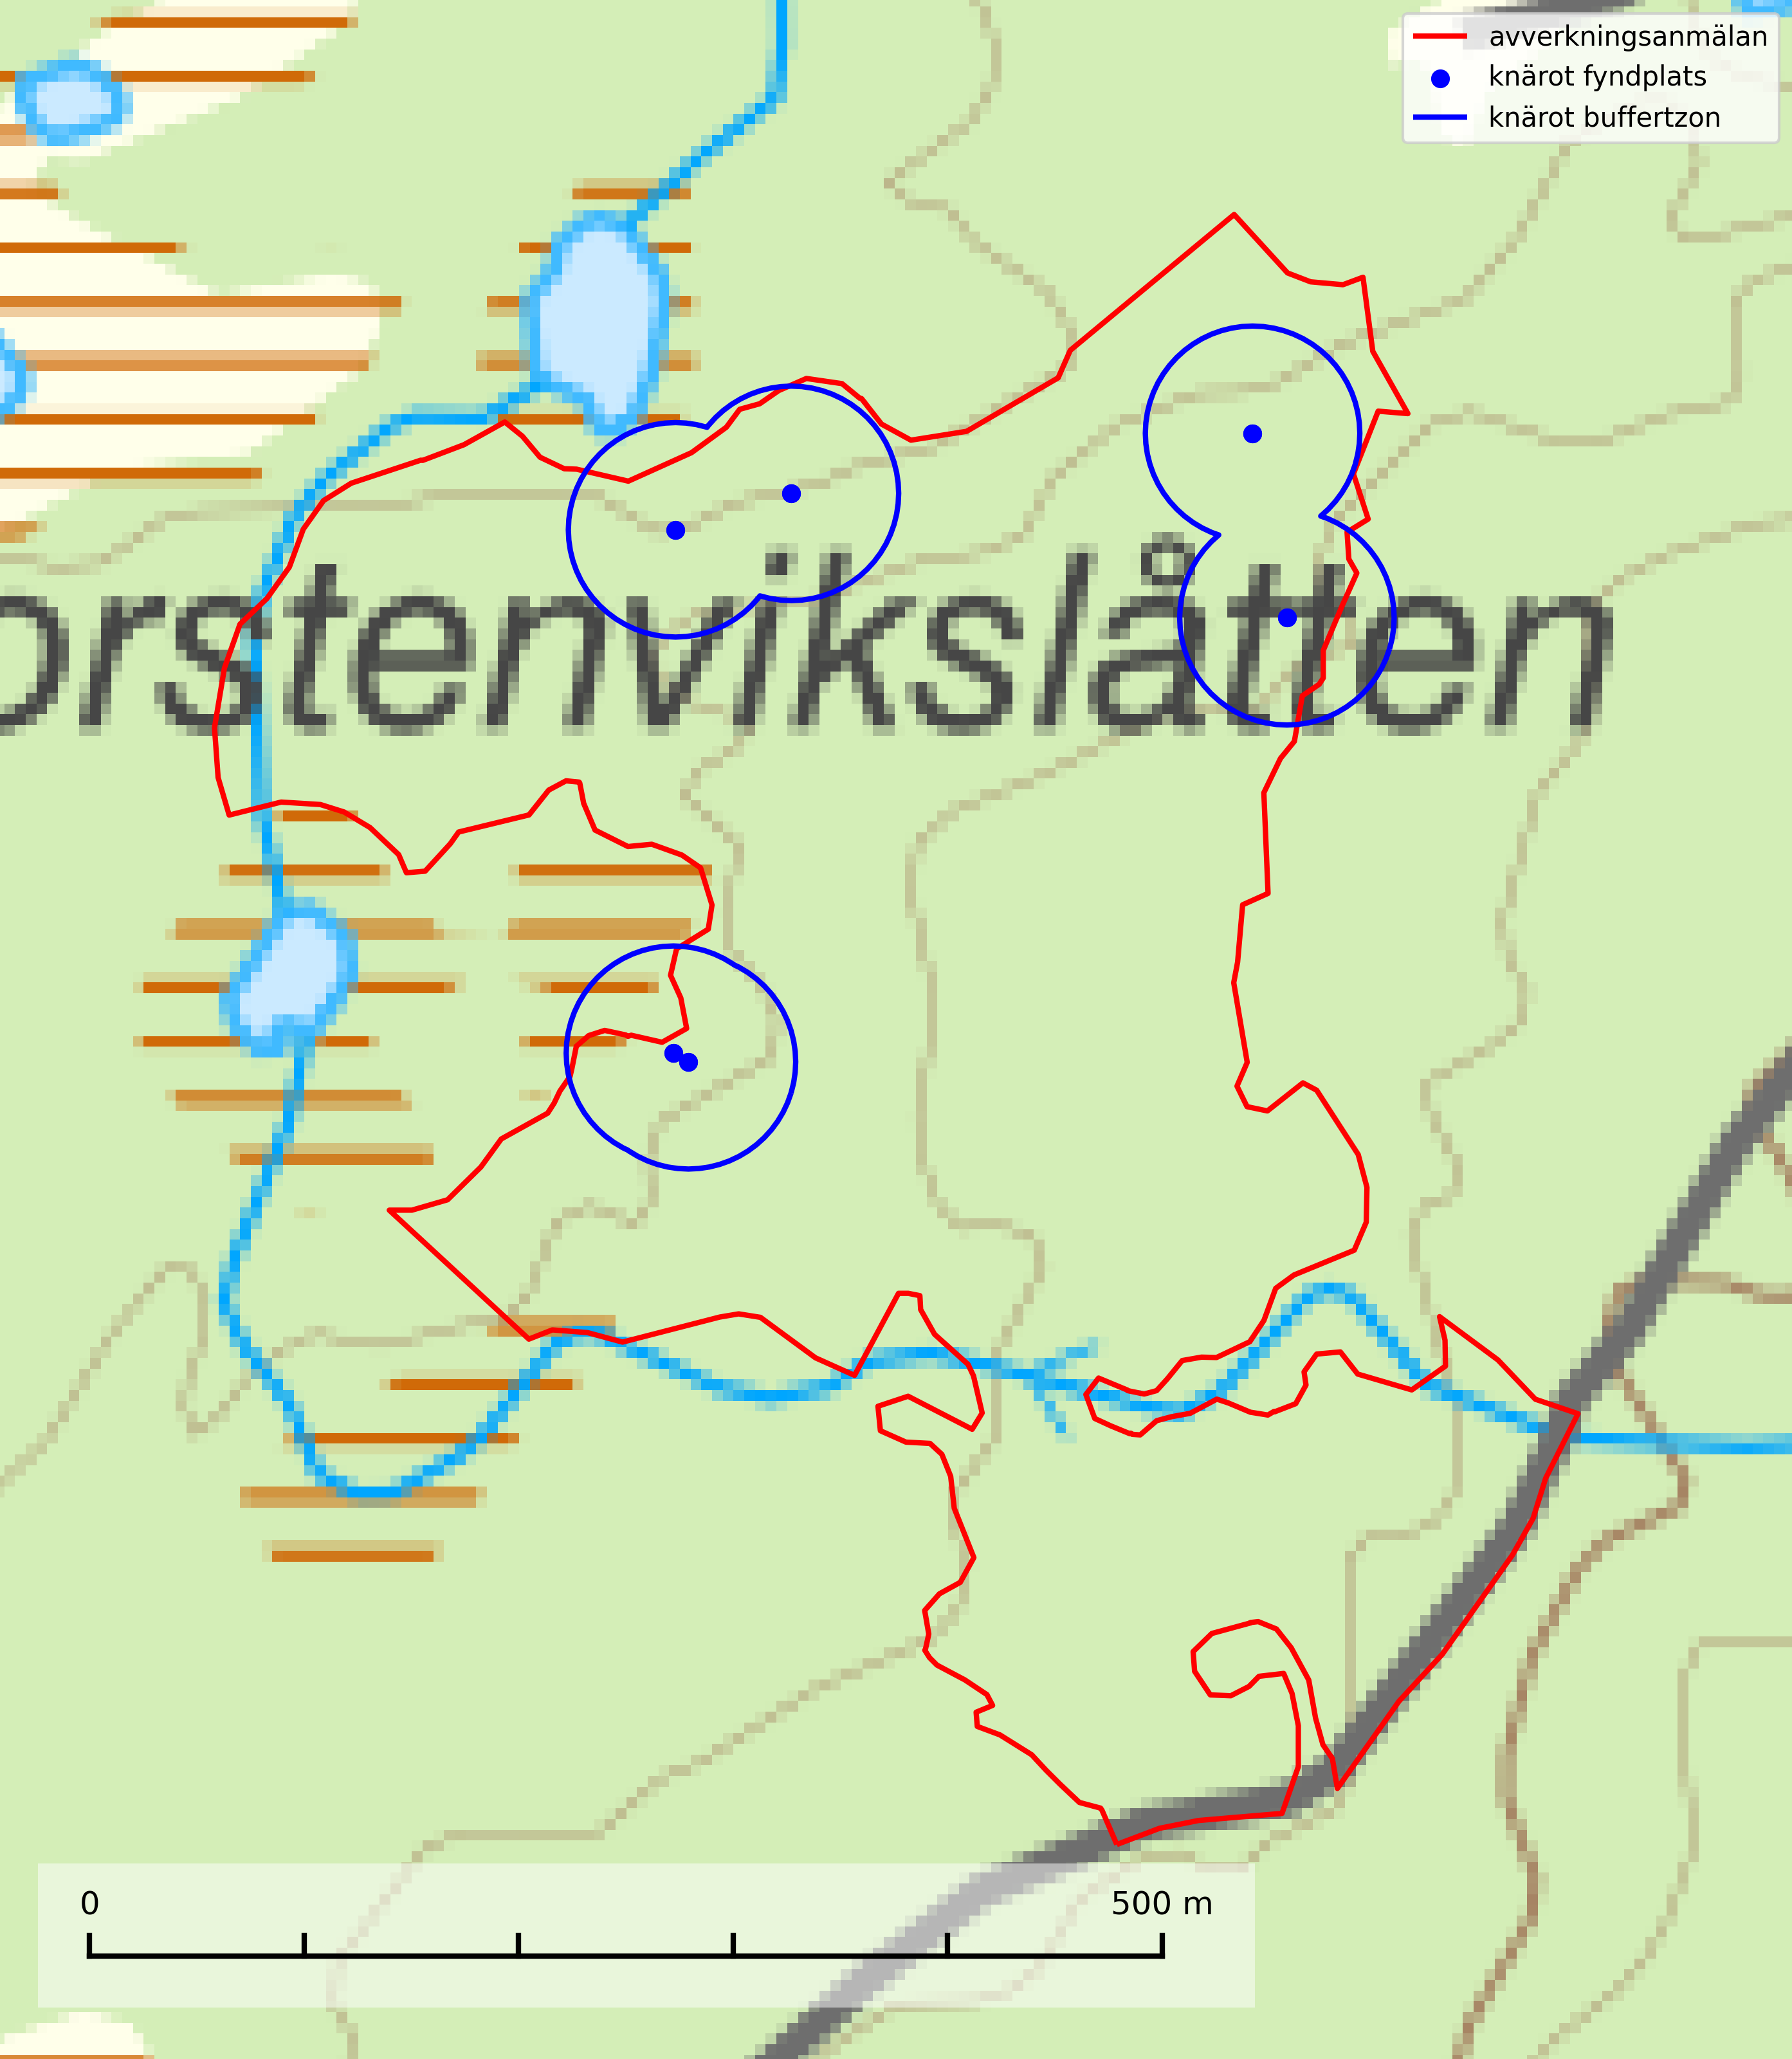 avverkningsanmälan
knärot fyndplats
knärot buffertzon
orstenvikslåtten
0 500 m